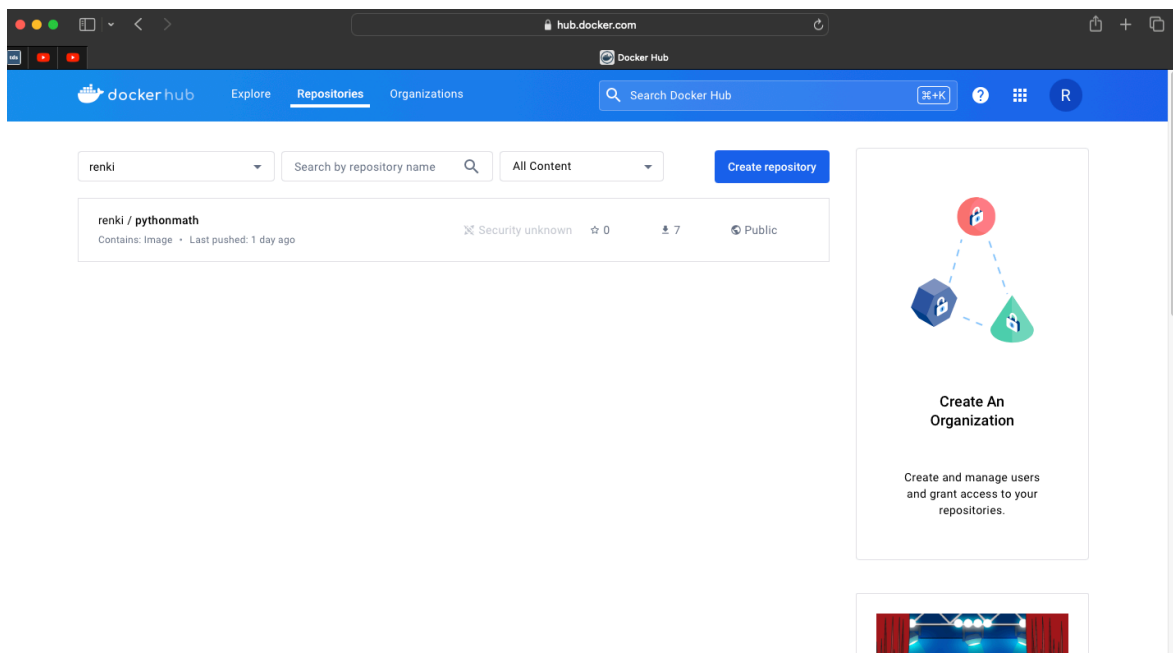 hub.docker.com
Docker Hub
dockerhub
Explore
Repositories
Organizations
Search Docker Hub
⌘+K
?
R
renki
Search by repository name
All Content
Create repository
renki / pythonmath
Contains: Image • Last pushed: 1 day ago
Security unknown
0
7
Public
Create An
Organization
Create and manage users
and grant access to your
repositories.